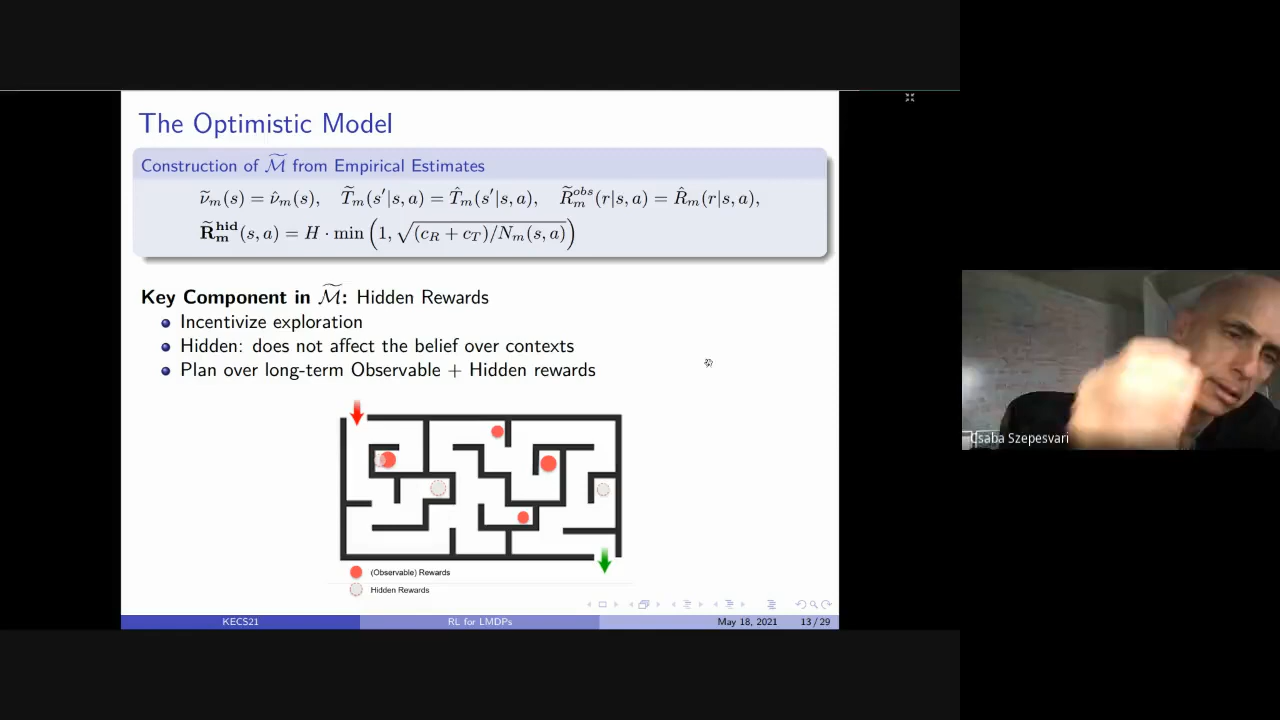 The Optimistic Model
Construction of M̃ from Empirical Estimates
ν̃_m(s) = ν̂_m(s), T̃_m(s'|s, a) = T̂_m(s'|s, a), R̃_m^{obs}(r|s, a) = R̂_m(r|s, a),
R̃_m^{hid}(s, a) = H · min (1, √((c_R + c_T)/N_m(s, a)))
Key Component in M̃: Hidden Rewards
Incentivize exploration
Hidden: does not affect the belief over contexts
Plan over long-term Observable + Hidden rewards
(Observable) Rewards
Hidden Rewards
KECS21 RL for LMDPs May 18, 2021 13 / 29
Csaba Szepesvari